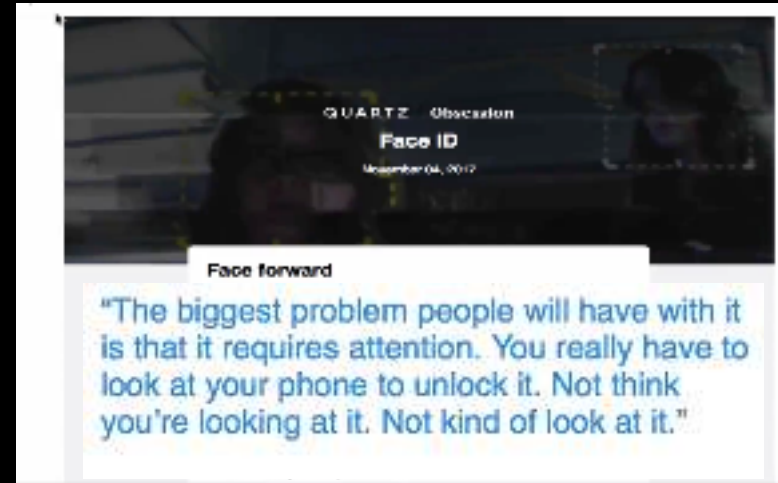 QUARTZ Obsession
Face ID
November 04, 2017
Face forward
“The biggest problem people will have with it
is that it requires attention. You really have to
look at your phone to unlock it. Not think
you're looking at it. Not kind of look at it.”